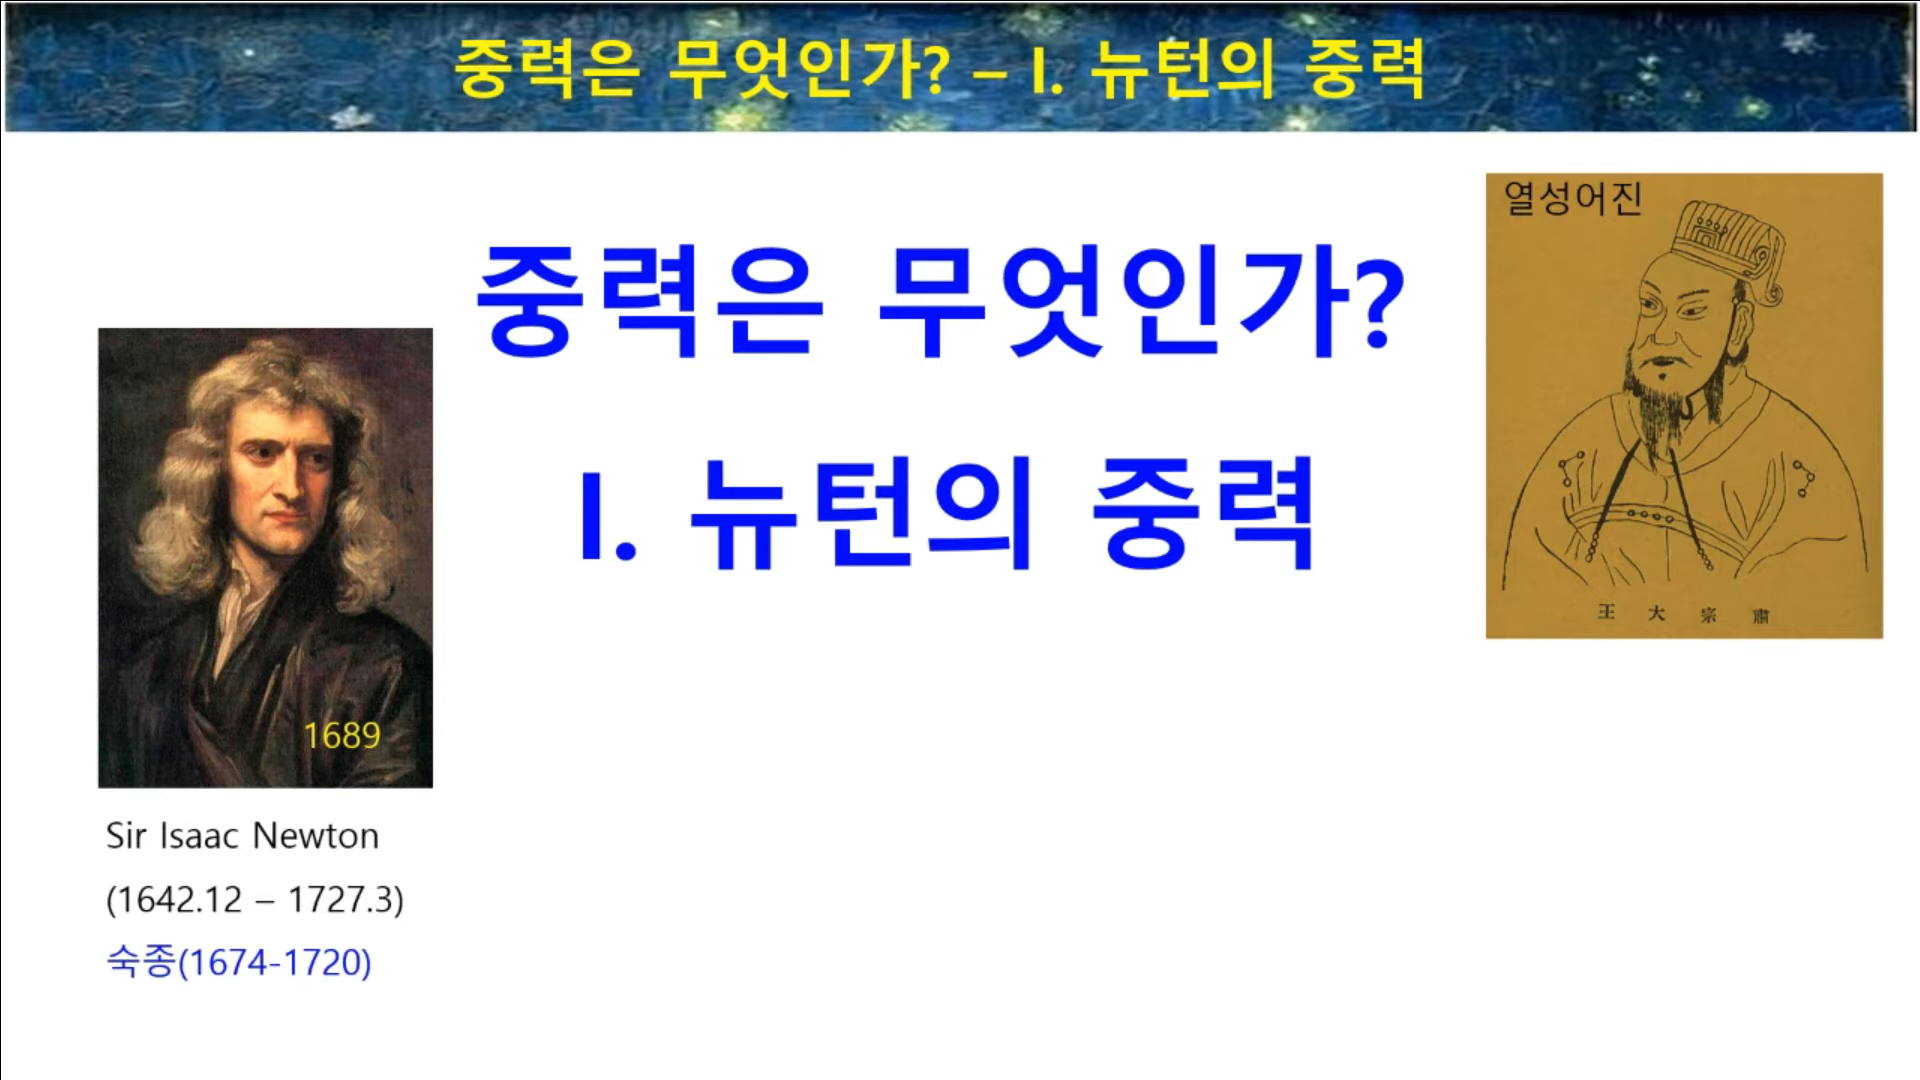 중력은 무엇인가? – I. 뉴턴의 중력
열성어진
중력은 무엇인가?
I. 뉴턴의 중력
王 大 宗 肅
1689
Sir Isaac Newton
(1642.12 – 1727.3)
숙종(1674-1720)